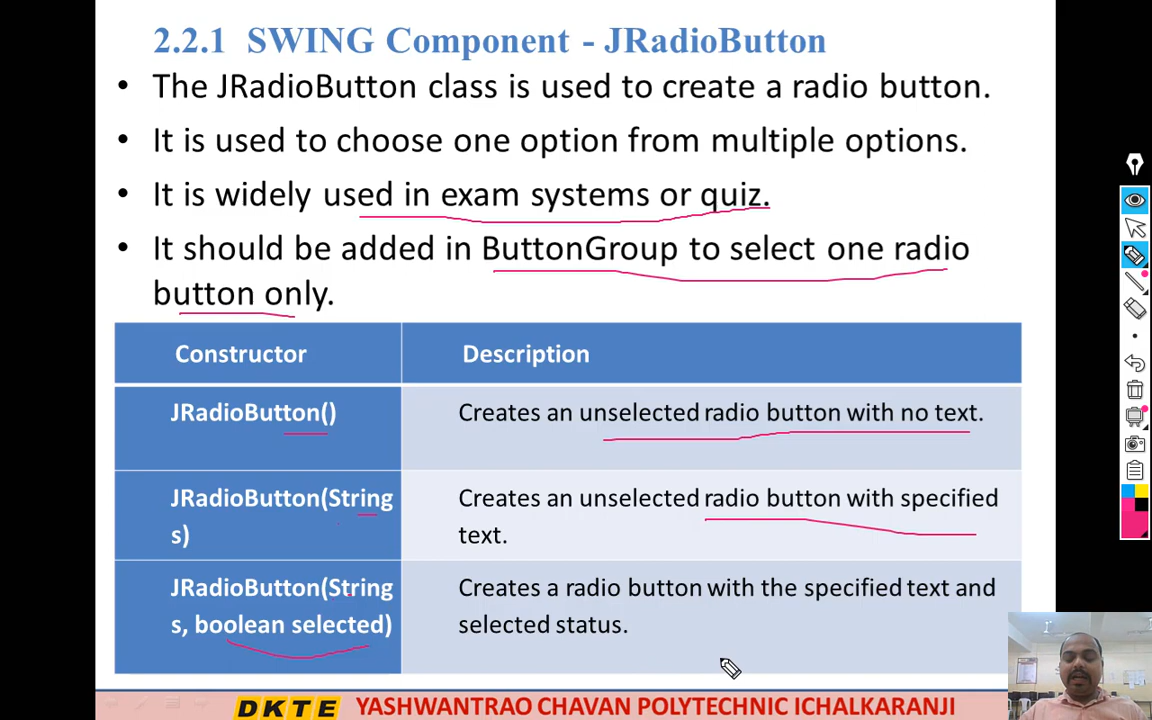 2.2.1 SWING Component - JRadioButton
• The JRadioButton class is used to create a radio button.
• It is used to choose one option from multiple options.
• It is widely used in exam systems or quiz.
• It should be added in ButtonGroup to select one radio
button only.
Constructor Description
JRadioButton() Creates an unselected radio button with no text.
JRadioButton(String Creates an unselected radio button with specified
s) text.
JRadioButton(String Creates a radio button with the specified text and
s, boolean selected) selected status.
DKTE YASHWANTRAO CHAVAN POLYTECHNIC ICHALKARANJI